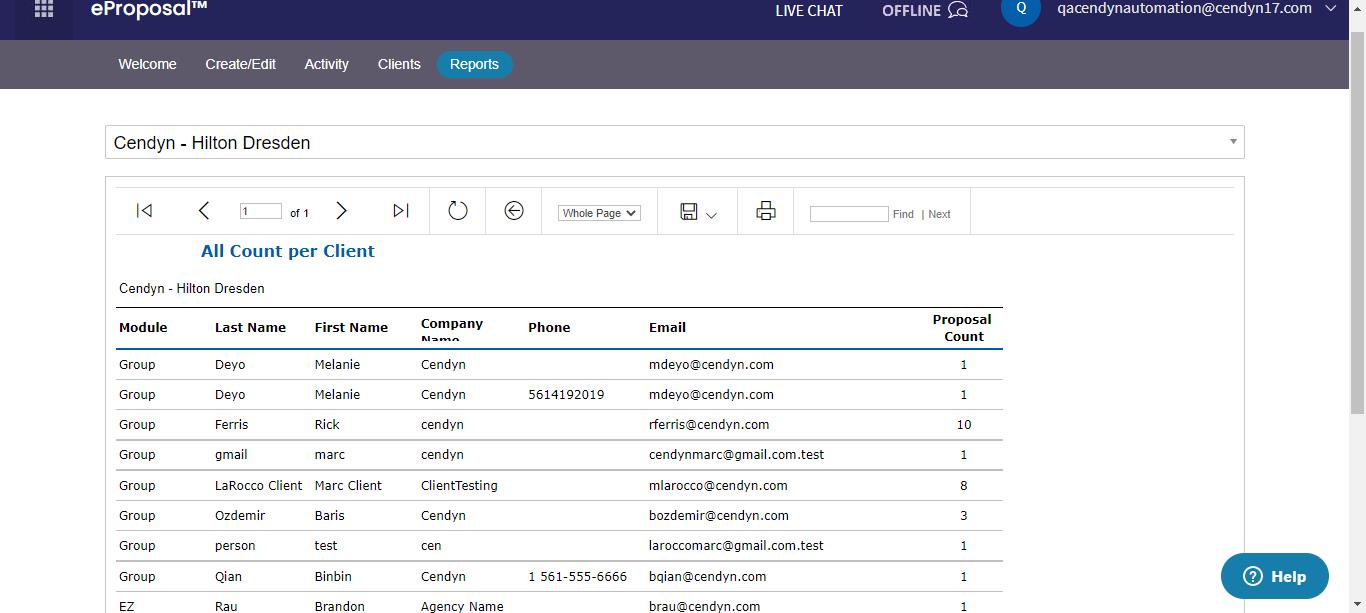 eProposal™ LIVE CHAT OFFLINE Q qacendynautomation@cendyn17.com
Welcome Create/Edit Activity Clients Reports
Cendyn - Hilton Dresden
1 of 1 Whole Page Find | Next
All Count per Client
Cendyn - Hilton Dresden
Module Last Name First Name Company Name Phone Email Proposal Count
Group Deyo Melanie Cendyn mdeyo@cendyn.com 1
Group Deyo Melanie Cendyn 5614192019 mdeyo@cendyn.com 1
Group Ferris Rick cendyn rferris@cendyn.com 10
Group gmail marc cendyn cendynmarc@gmail.com.test 1
Group LaRocco Client Marc Client ClientTesting mlarocco@cendyn.com 8
Group Ozdemir Baris Cendyn bozdemir@cendyn.com 3
Group person test cen laroccomarc@gmail.com.test 1
Group Qian Binbin Cendyn 1 561-555-6666 bqian@cendyn.com 1
EZ Rau Brandon Agency Name brau@cendyn.com 1
Help